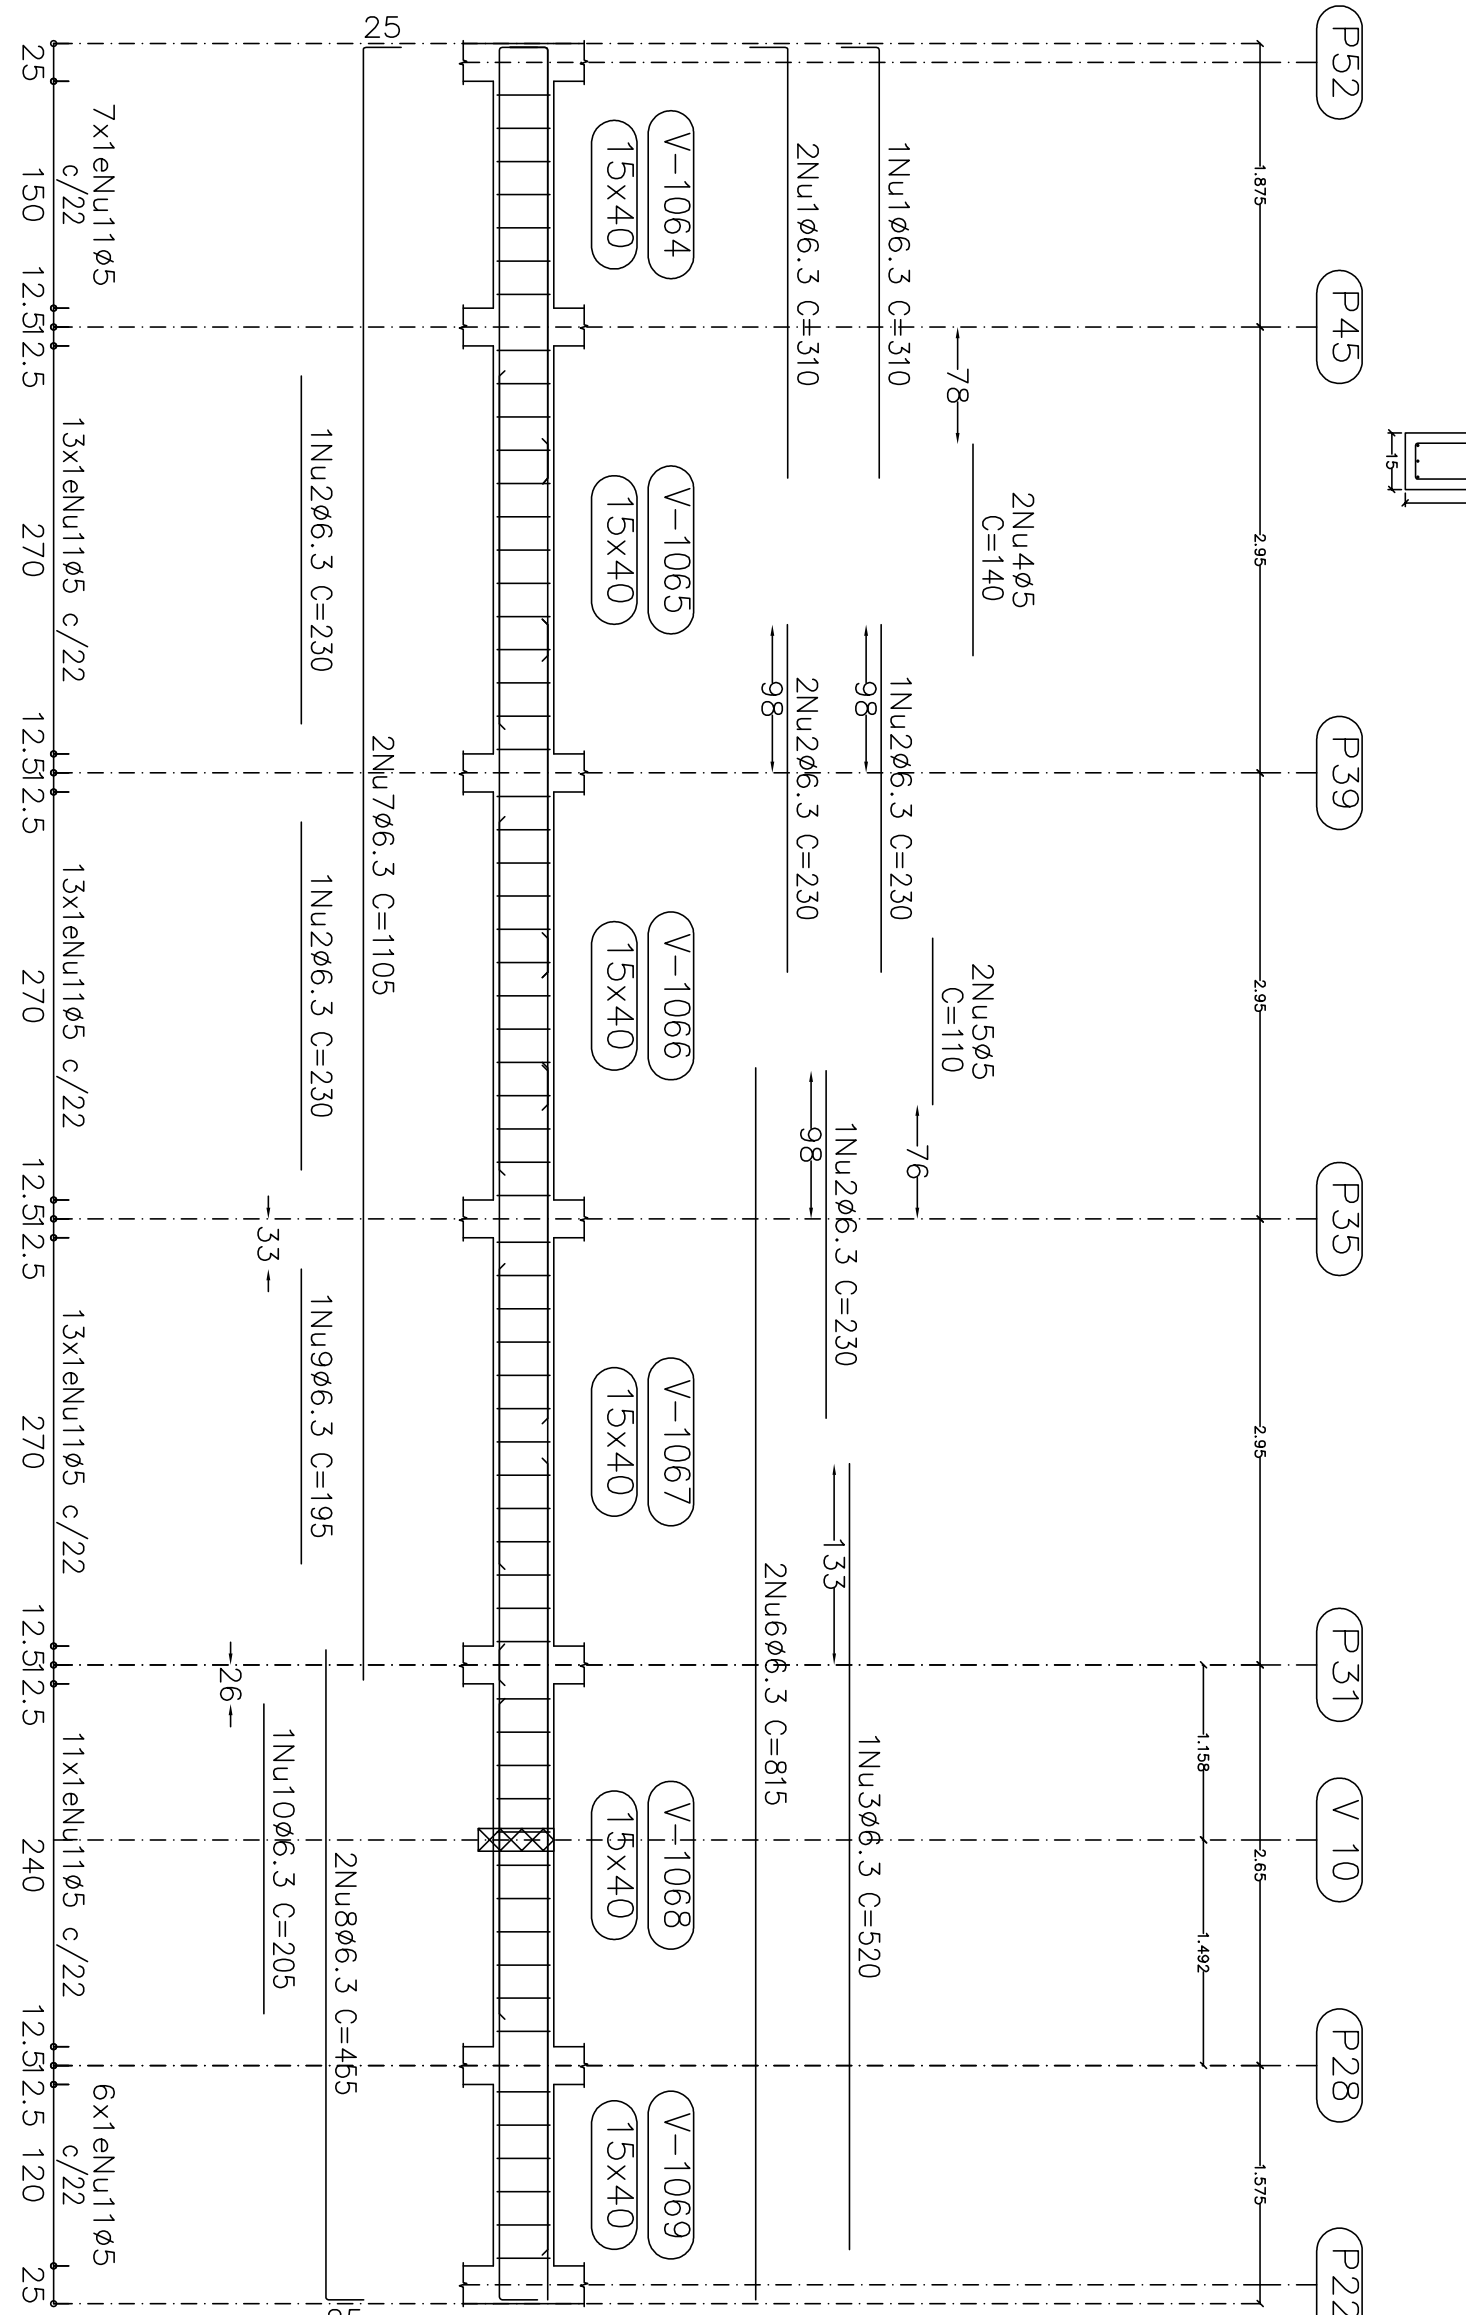 P52
P45
P39
P35
P31
V 10
P28
P22
1.875
2.95
2.95
2.95
2.65
1.575
1.158
1.492
15
2Nu4ø5
C=140
78
2Nu5ø5
C=110
76
1Nu1ø6.3 C=310
1Nu2ø6.3 C=230
98
1Nu3ø6.3 C=520
133
1Nu2ø6.3 C=230
98
2Nu1ø6.3 C=310
2Nu2ø6.3 C=230
98
2Nu6ø6.3 C=815
V-1064
15x40
V-1065
15x40
V-1066
15x40
V-1067
15x40
V-1068
15x40
V-1069
15x40
25
2Nu7ø6.3 C=1105
2Nu8ø6.3 C=465
1Nu2ø6.3 C=230
1Nu2ø6.3 C=230
1Nu9ø6.3 C=195
33
1Nu10ø6.3 C=205
26
7x1eNu11ø5
c/22
13x1eNu11ø5 c/22
13x1eNu11ø5 c/22
13x1eNu11ø5 c/22
11x1eNu11ø5 c/22
6x1eNu11ø5
c/22
25 150 12.5 12.5 270 12.5 12.5 270 12.5 12.5 270 12.5 12.5 240 12.5 12.5 120 25